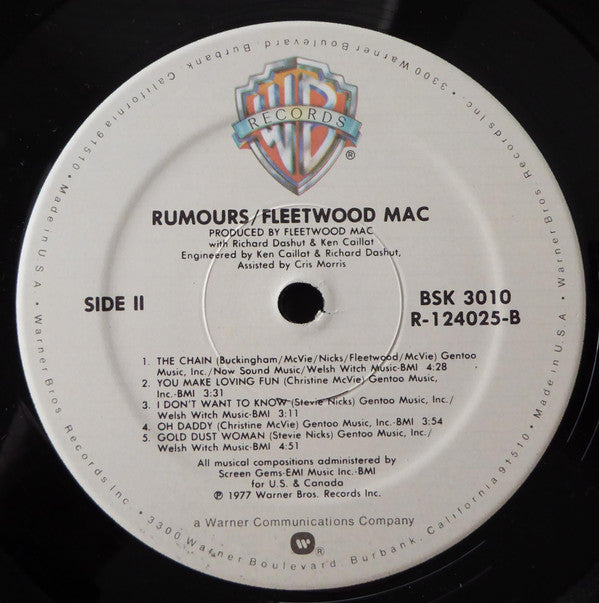 3300 Warner Boulevard, Burbank, California 91510 • Made in U S A • Warner Bros. Records Inc. •
WB
RECORDS
®
RUMOURS/FLEETWOOD MAC
PRODUCED BY FLEETWOOD MAC
with Richard Dashut & Ken Caillat
Engineered by Ken Caillat & Richard Dashut,
Assisted by Cris Morris
SIDE II
BSK 3010
R-124025-B
1. THE CHAIN (Buckingham/McVie/Nicks/Fleetwood/McVie) Gentoo
Music, Inc./Now Sound Music/Welsh Witch Music-BMI 4:28
2. YOU MAKE LOVING FUN (Christine McVie) Gentoo Music,
Inc.-BMI 3:31
3. I DON'T WANT TO KNOW (Stevie Nicks) Gentoo Music, Inc./
Welsh Witch Music-BMI 3:11
4. OH DADDY (Christine McVie) Gentoo Music, Inc.-BMI 3:54
5. GOLD DUST WOMAN (Stevie Nicks) Gentoo Music, Inc./
Welsh Witch Music-BMI 4:51
All musical compositions administered by
Screen Gems-EMI Music Inc.-BMI
for U.S. & Canada
℗ 1977 Warner Bros. Records Inc.
a Warner Communications Company
®
Warner Bros. Records Inc. • 3300 Warner Boulevard, Burbank, California 91510 • Made in U.S.A. •